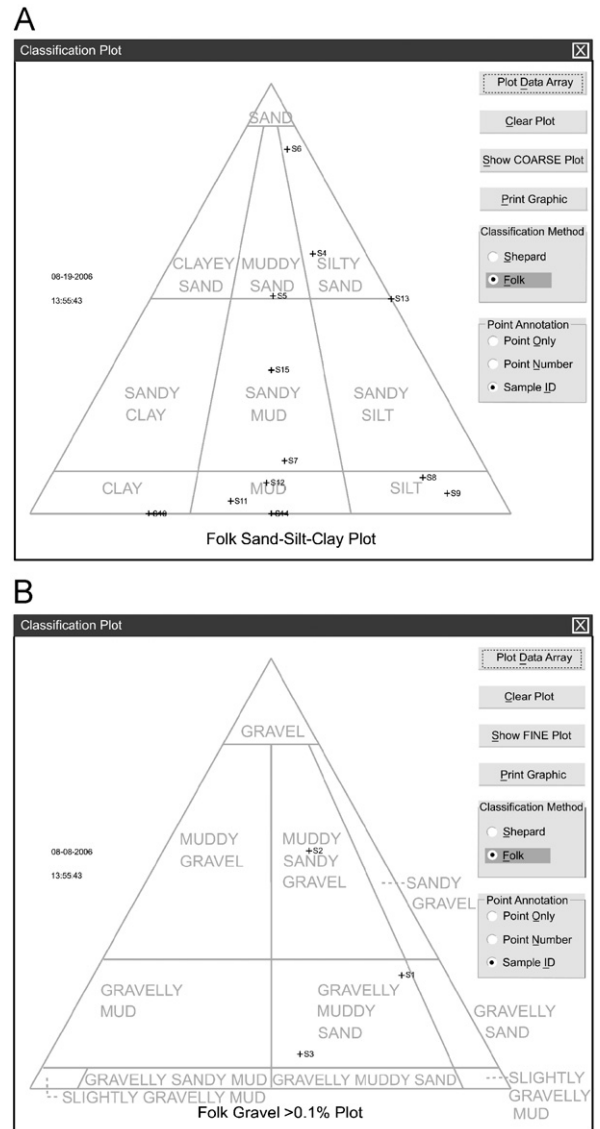 A
Classification Plot
X
Plot Data Array
SAND
Clear Plot
S6
Show COARSE Plot
Print Graphic
Classification Method
S4
CLAYEY MUDDY SILTY
SAND SAND SAND
Shepard
08-19-2006
Folk
S5
S13
13:55:43
Point Annotation
Point Only
Point Number
S15
SANDY SANDY SANDY
Sample ID
CLAY MUD SILT
S7
S8
S12
CLAY MUD SILT
S9
S11
S14
Folk Sand-Silt-Clay Plot
B
Classification Plot
X
Plot Data Array
Clear Plot
GRAVEL
Show FINE Plot
Print Graphic
Classification Method
MUDDY MUDDY
Shepard
08-08-2006
S2
GRAVEL SANDY
Folk
GRAVEL
13:55:43
SANDY
GRAVEL
Point Annotation
Point Only
Point Number
Sample ID
S1
GRAVELLY GRAVELLY
MUD MUDDY
SAND
GRAVELLY
SAND
S3
GRAVELLY SANDY MUD GRAVELLY MUDDY SAND
SLIGHTLY
SLIGHTLY GRAVELLY MUD
GRAVELLY
MUD
Folk Gravel >0.1% Plot